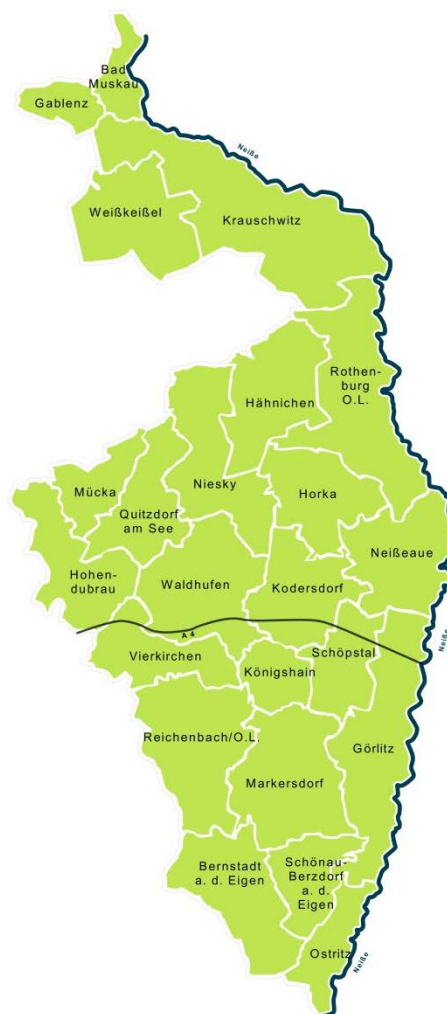 Bad
Muskau
Gablenz
Neiße
Weißkeißel
Krauschwitz
Rothen-
burg
O.L.
Hähnichen
Niesky
Mücka
Horka
Quitzdorf
am See
Neißeaue
Hohen-
dubrau
Waldhufen
Kodersdorf
A 4
Neiße
Vierkirchen
Schöpstal
Königshain
Reichenbach/O.L.
Görlitz
Markersdorf
Bernstadt
a. d. Eigen
Schönau-
Berzdorf
a. d.
Eigen
Ostritz
Neiße